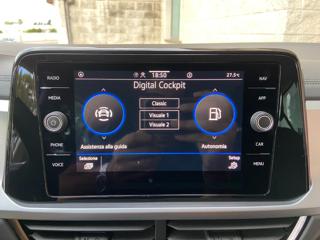 RADIO
18:50
27.5°C
NAV
Digital Cockpit
MEDIA
APP
Classic
Visuale 1
Visuale 2
PHONE
Assistenza alla guida
Autonomia
CAR
VOICE
Seleziona
Setup
MENU